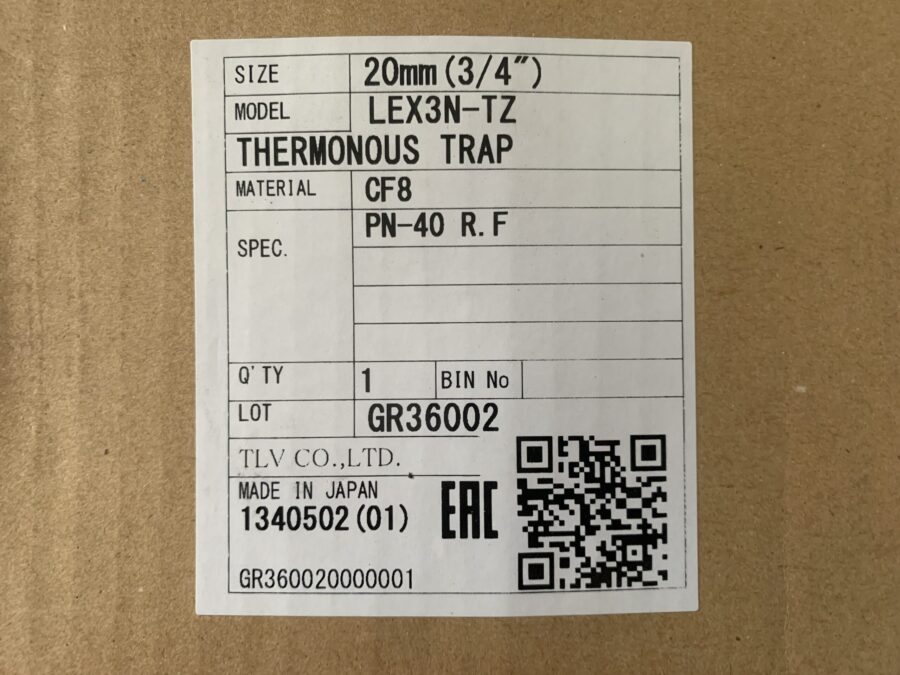 SIZE 20mm(3/4")
MODEL LEX3N-TZ
THERMONOUS TRAP
MATERIAL CF8
SPEC. PN-40 R.F
Q'TY 1 BIN No
LOT GR36002
TLV CO.,LTD.
MADE IN JAPAN
1340502(01)
EAC
GR360020000001